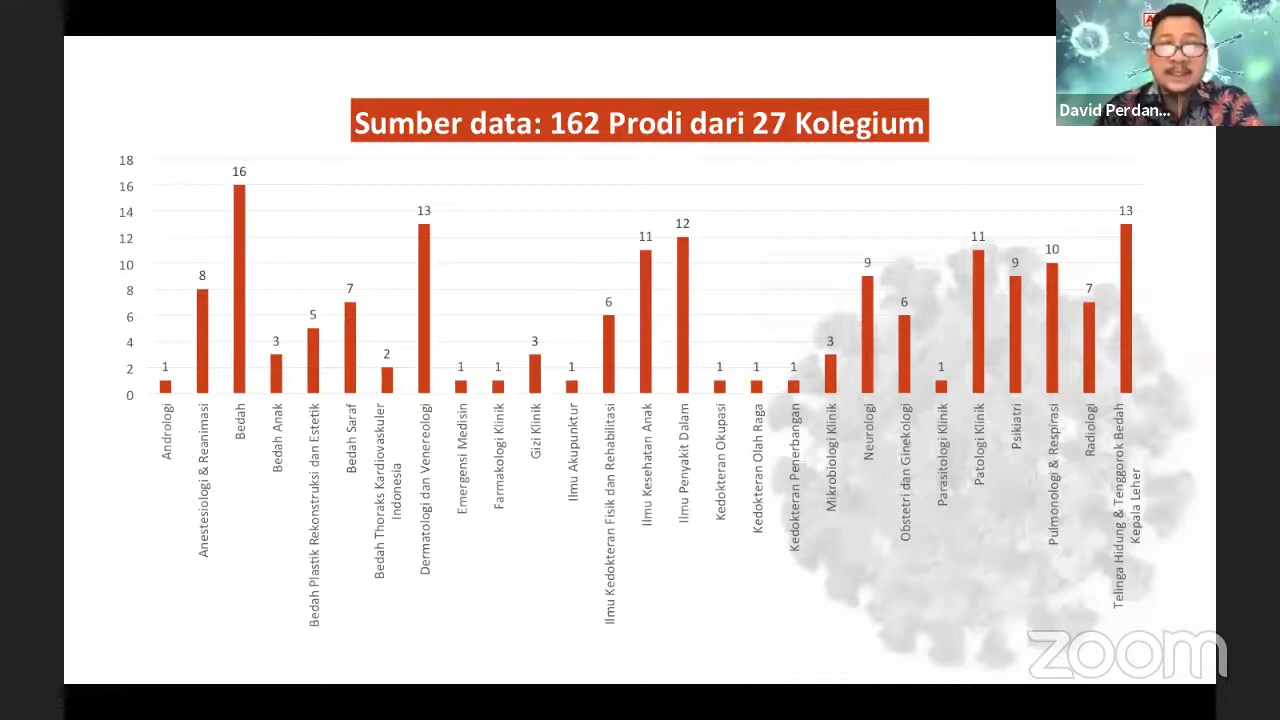 David Perdan...
Sumber data: 162 Prodi dari 27 Kolegium
18
16
14
12
10
8
6
4
2
0
1
8
16
3
5
7
2
13
1
1
3
1
6
11
12
1
1
1
3
9
6
1
11
9
10
7
13
Andrologi
Anestesiologi & Reanimasi
Bedah
Bedah Anak
Bedah Plastik Rekonstruksi dan Estetik
Bedah Saraf
Bedah Thoraks Kardiovaskuler
Indonesia
Dermatologi dan Venereologi
Emergensi Medisin
Farmakologi Klinik
Gizi Klinik
Ilmu Akupunktur
Ilmu Kedokteran Fisik dan Rehabilitasi
Ilmu Kesehatan Anak
Ilmu Penyakit Dalam
Kedokteran Okupasi
Kedokteran Olah Raga
Kedokteran Penerbangan
Mikrobiologi Klinik
Neurologi
Obstetri dan Ginekologi
Parasitologi Klinik
Patologi Klinik
Psikiatri
Pulmonologi & Respirasi
Radiologi
Telinga Hidung & Tenggorok Bedah
Kepala Leher
zoom